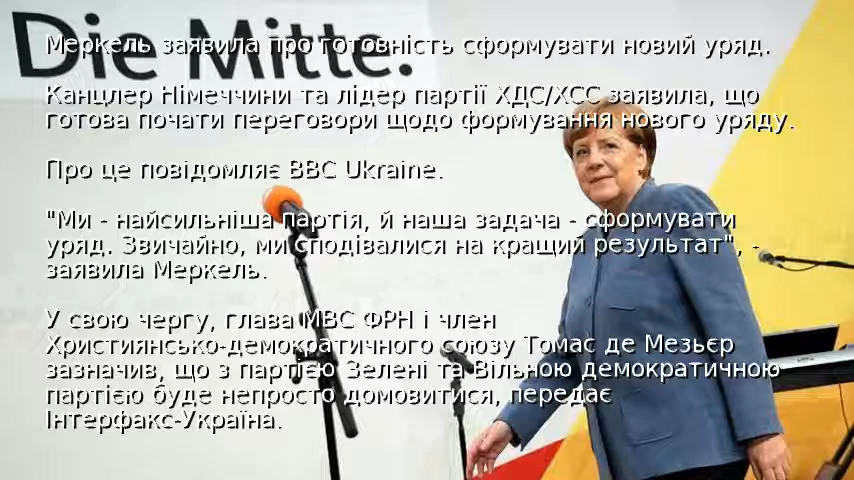 Die Mitte.
Меркель заявила про готовність сформувати новий уряд.
Канцлер Німеччини та лідер партії ХДС/ХСС заявила, що
готова почати переговори щодо формування нового уряду.
Про це повідомляє BBC Ukraine.
"Ми - найсильніша партія, й наша задача - сформувати
уряд. Звичайно, ми сподівалися на кращий результат", -
заявила Меркель.
У свою чергу, глава МВС ФРН і член
Християнсько-демократичного союзу Томас де Мезьєр
зазначив, що з партією Зелені та Вільною демократичною
партією буде непросто домовитися, передає
Інтерфакс-Україна.